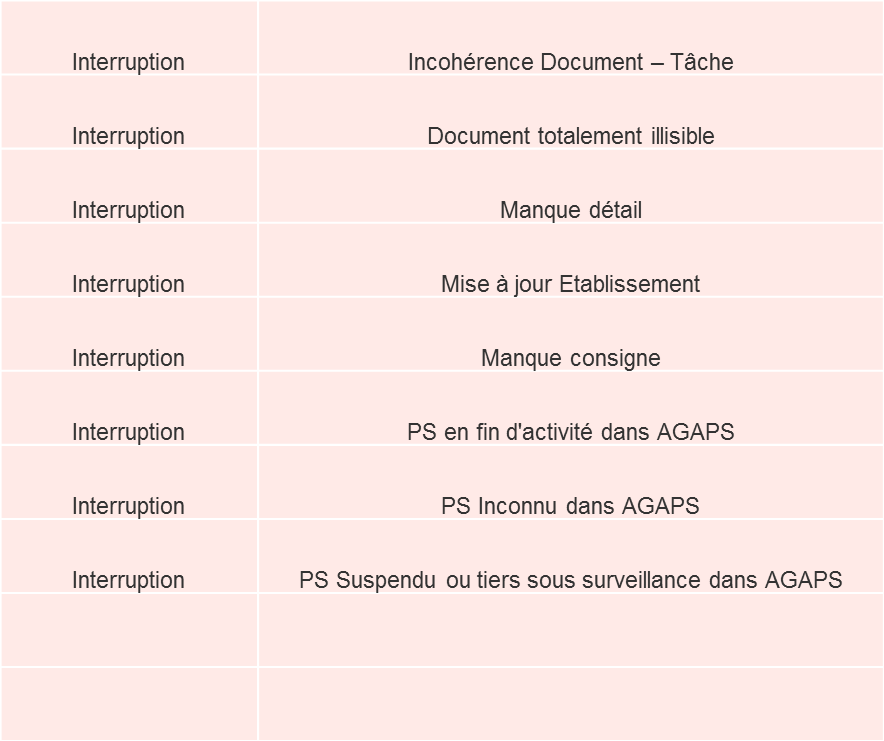 Interruption Incohérence Document – Tâche
Interruption Document totalement illisible
Interruption Manque détail
Interruption Mise à jour Etablissement
Interruption Manque consigne
Interruption PS en fin d'activité dans AGAPS
Interruption PS Inconnu dans AGAPS
Interruption PS Suspendu ou tiers sous surveillance dans AGAPS